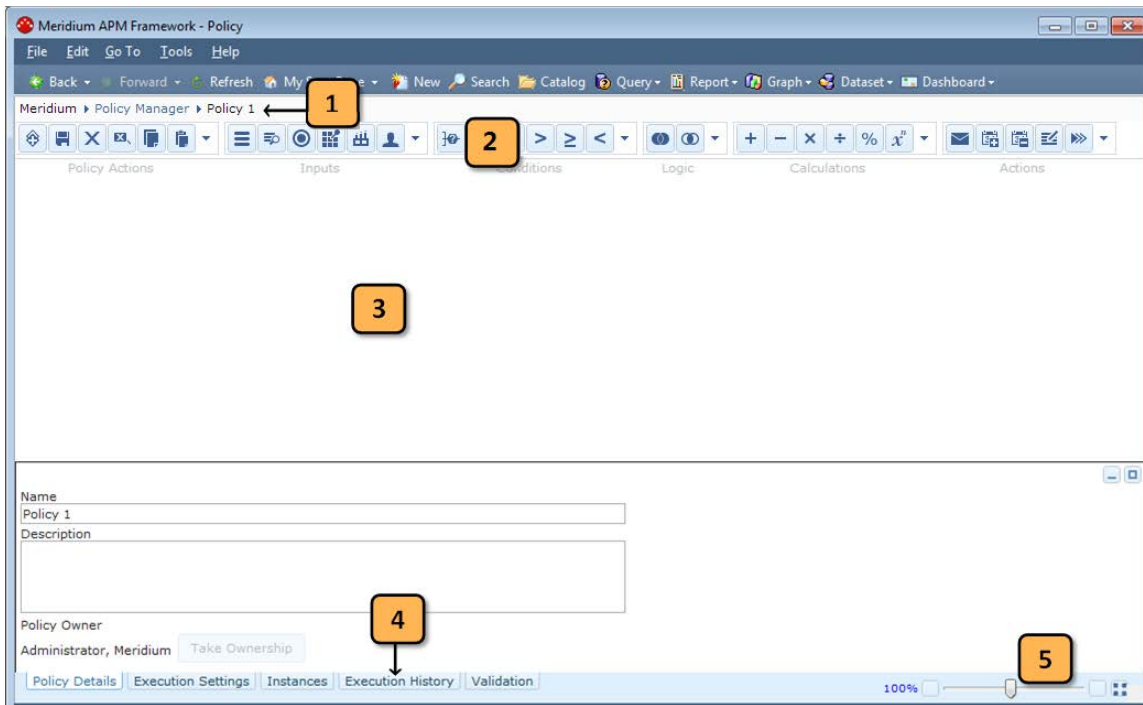 Meridium APM Framework - Policy
File Edit Go To Tools Help
Back Forward Refresh My New Search Catalog Query Report Graph Dataset Dashboard
Meridium Policy Manager Policy 1
1
2
> ≥ < + − × ÷ % xⁿ
Policy Actions Inputs Conditions Logic Calculations Actions
3
Name
Policy 1
Description
4
Policy Owner
Administrator, Meridium Take Ownership
5
Policy Details Execution Settings Instances Execution History Validation
100%